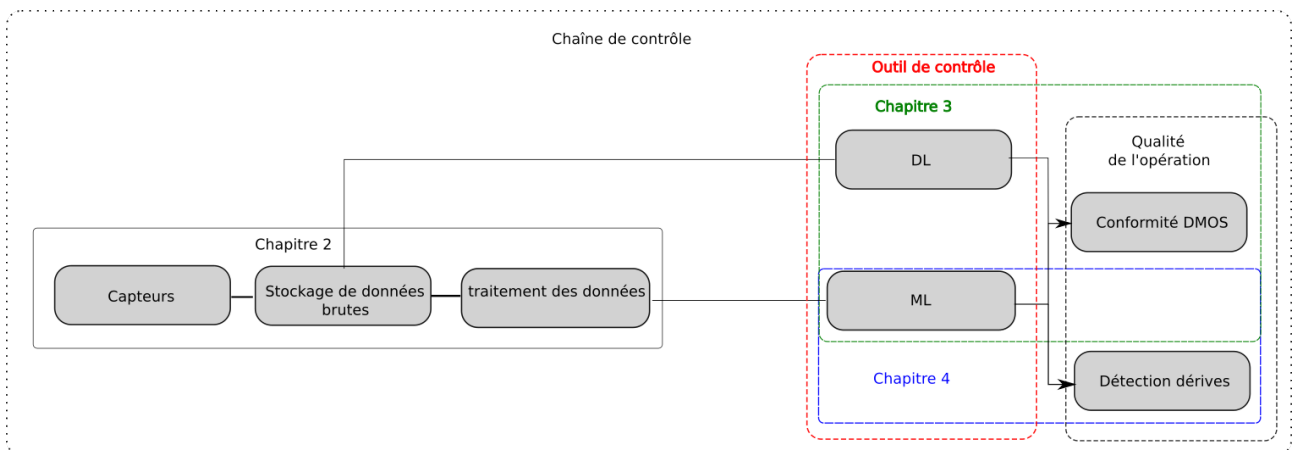 Chaîne de contrôle
Outil de contrôle
Chapitre 3
Qualité
de l'opération
DL
Conformité DMOS
Chapitre 2
Capteurs
Stockage de données
brutes
traitement des données
ML
Chapitre 4
Détection dérives